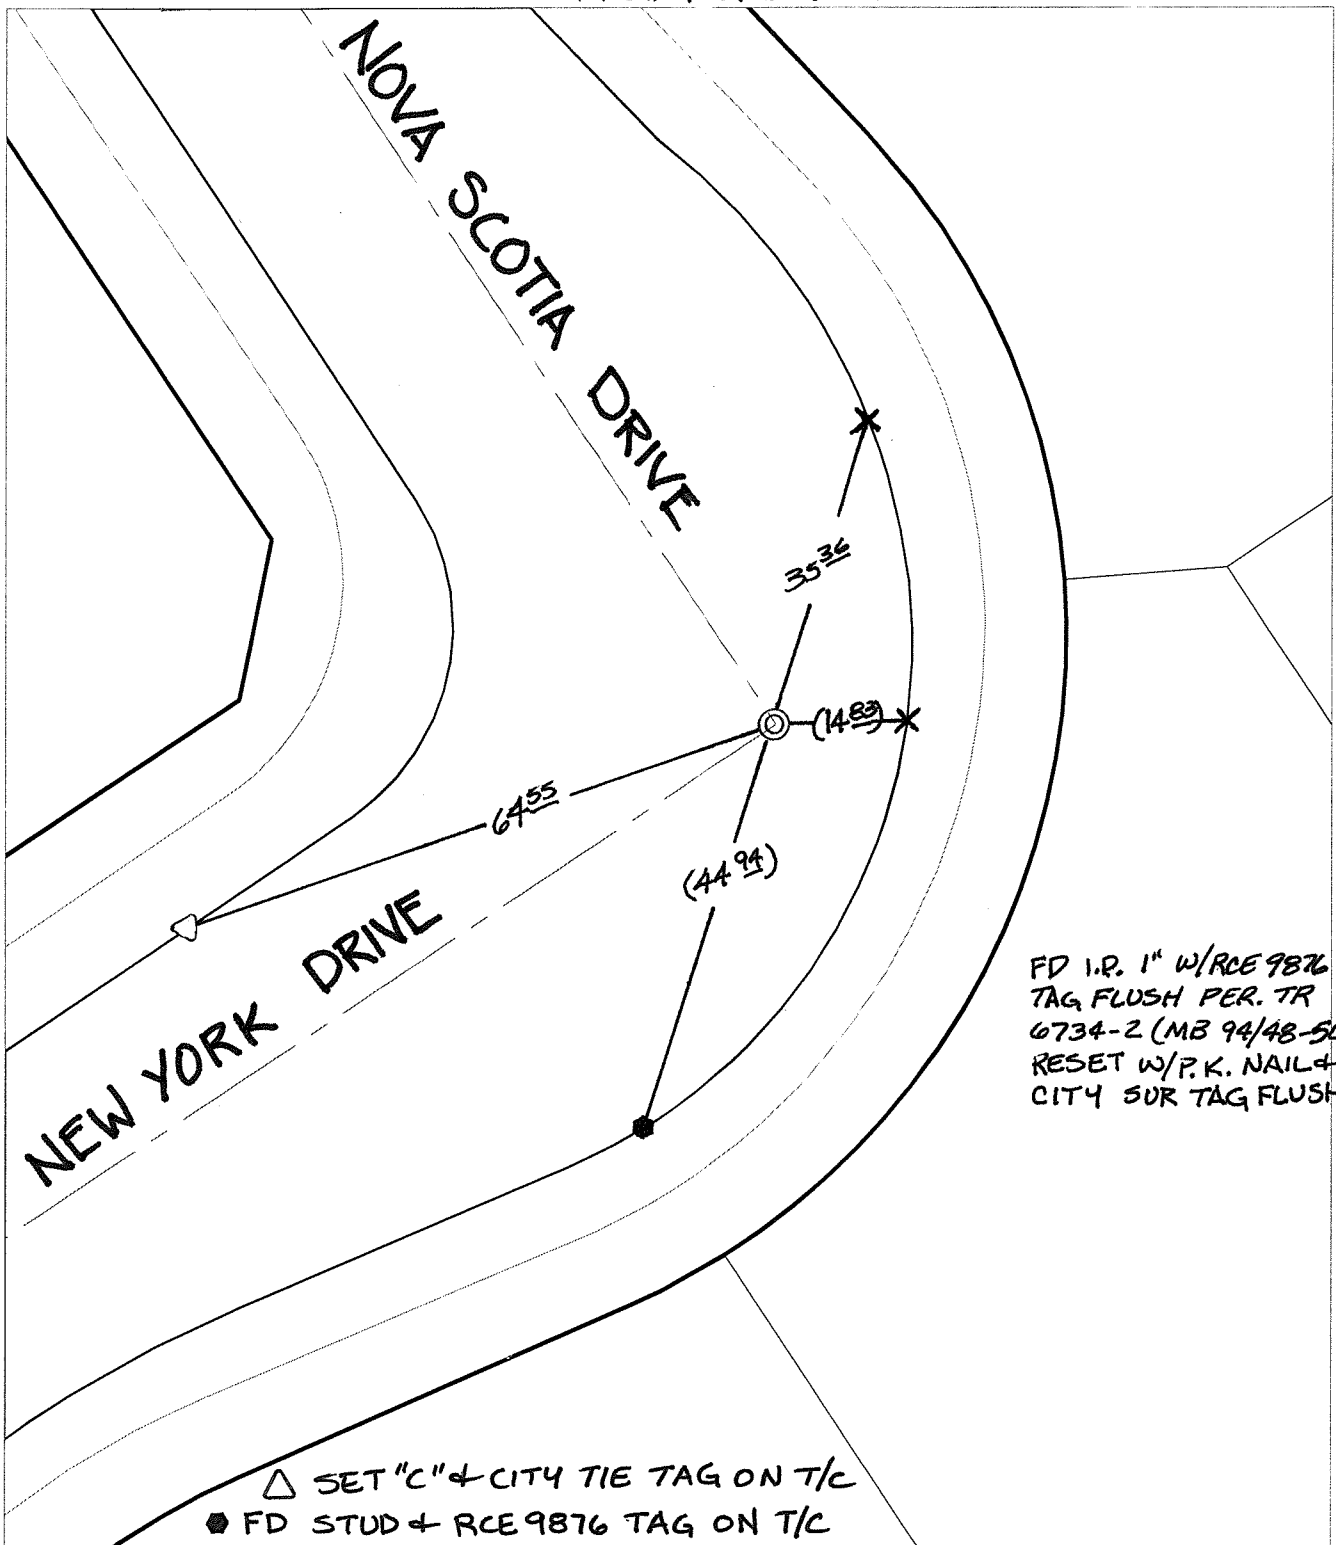 NOVA SCOTIA DRIVE
35 36
(14 83)
64 55
(44 94)
NEW YORK DRIVE
FD I.P. 1" W/RCE 9876
TAG FLUSH PER. TR
6734-2 (MB 94/48-50
RESET W/P.K. NAIL &
CITY SUR TAG FLUSH
△ SET "C" & CITY TIE TAG ON T/C
● FD STUD & RCE 9876 TAG ON T/C